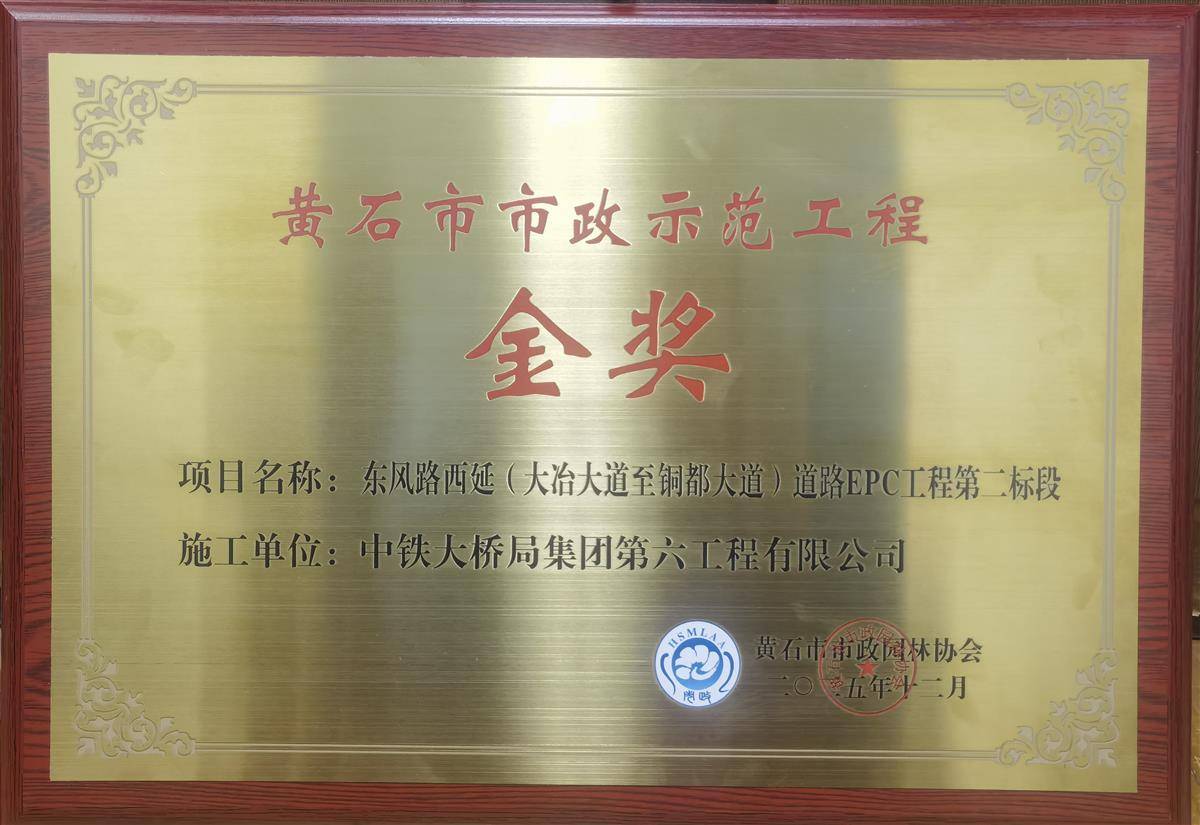 黄石市市政示范工程
金奖
项目名称：东风路西延（大冶大道至铜都大道）道路EPC工程第二标段
施工单位：中铁大桥局集团第六工程有限公司
HSMLAA
黄石市市政园林协会
二〇二五年十二月